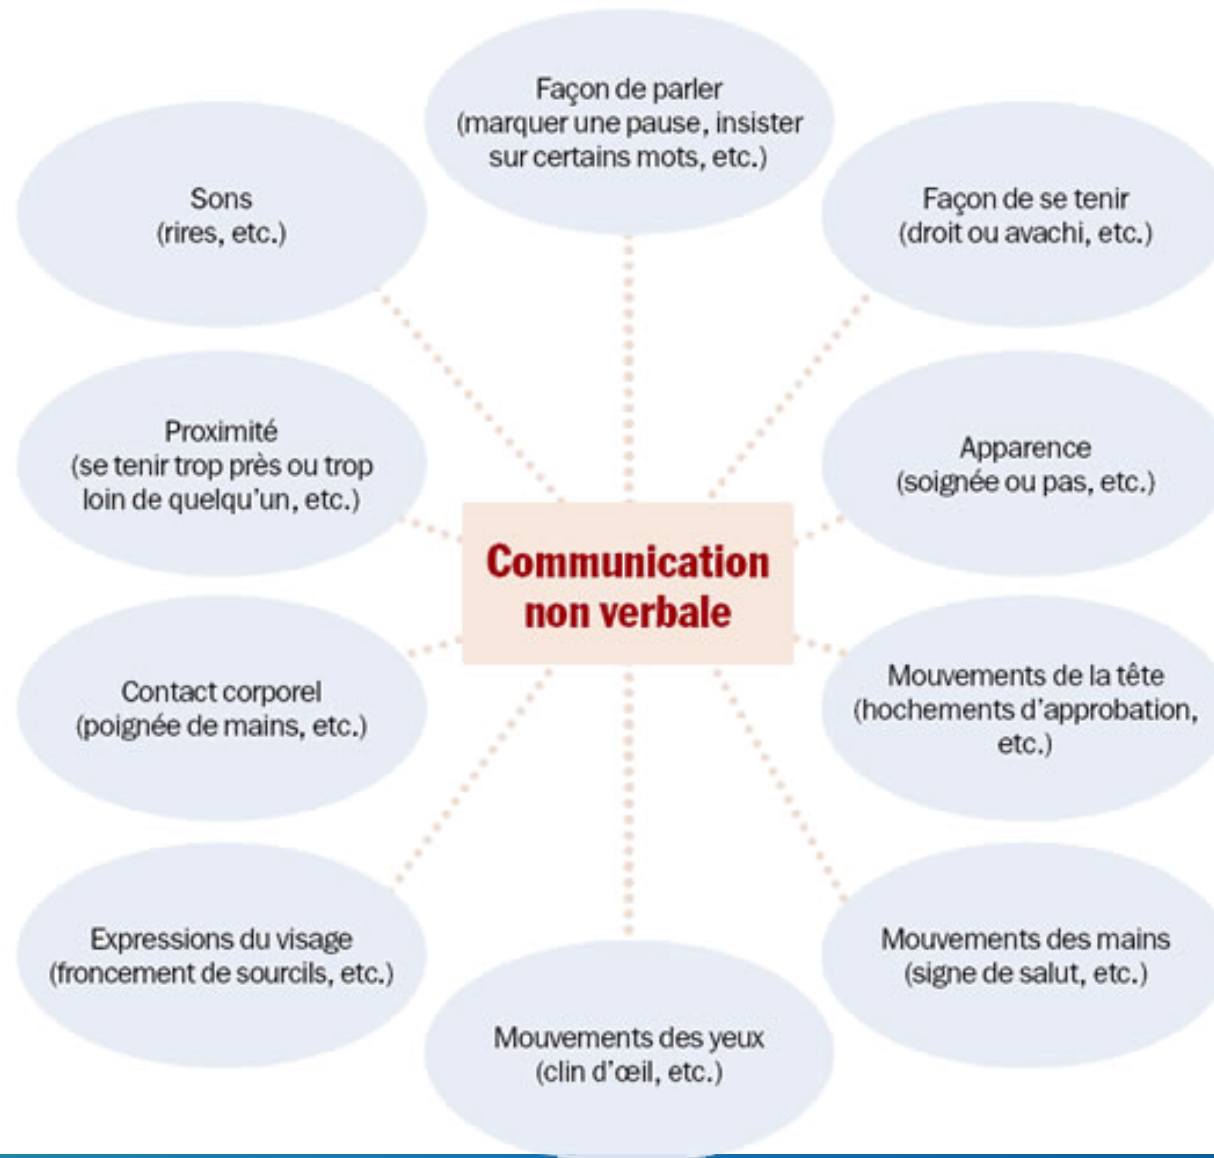 Façon de parler
(marquer une pause, insister
sur certains mots, etc.)
Sons
(rires, etc.)
Façon de se tenir
(droit ou avachi, etc.)
Proximité
(se tenir trop près ou trop
loin de quelqu'un, etc.)
Apparence
(soignée ou pas, etc.)
Communication
non verbale
Contact corporel
(poignée de mains, etc.)
Mouvements de la tête
(hochements d'approbation,
etc.)
Expressions du visage
(froncement de sourcils, etc.)
Mouvements des mains
(signe de salut, etc.)
Mouvements des yeux
(clin d'œil, etc.)